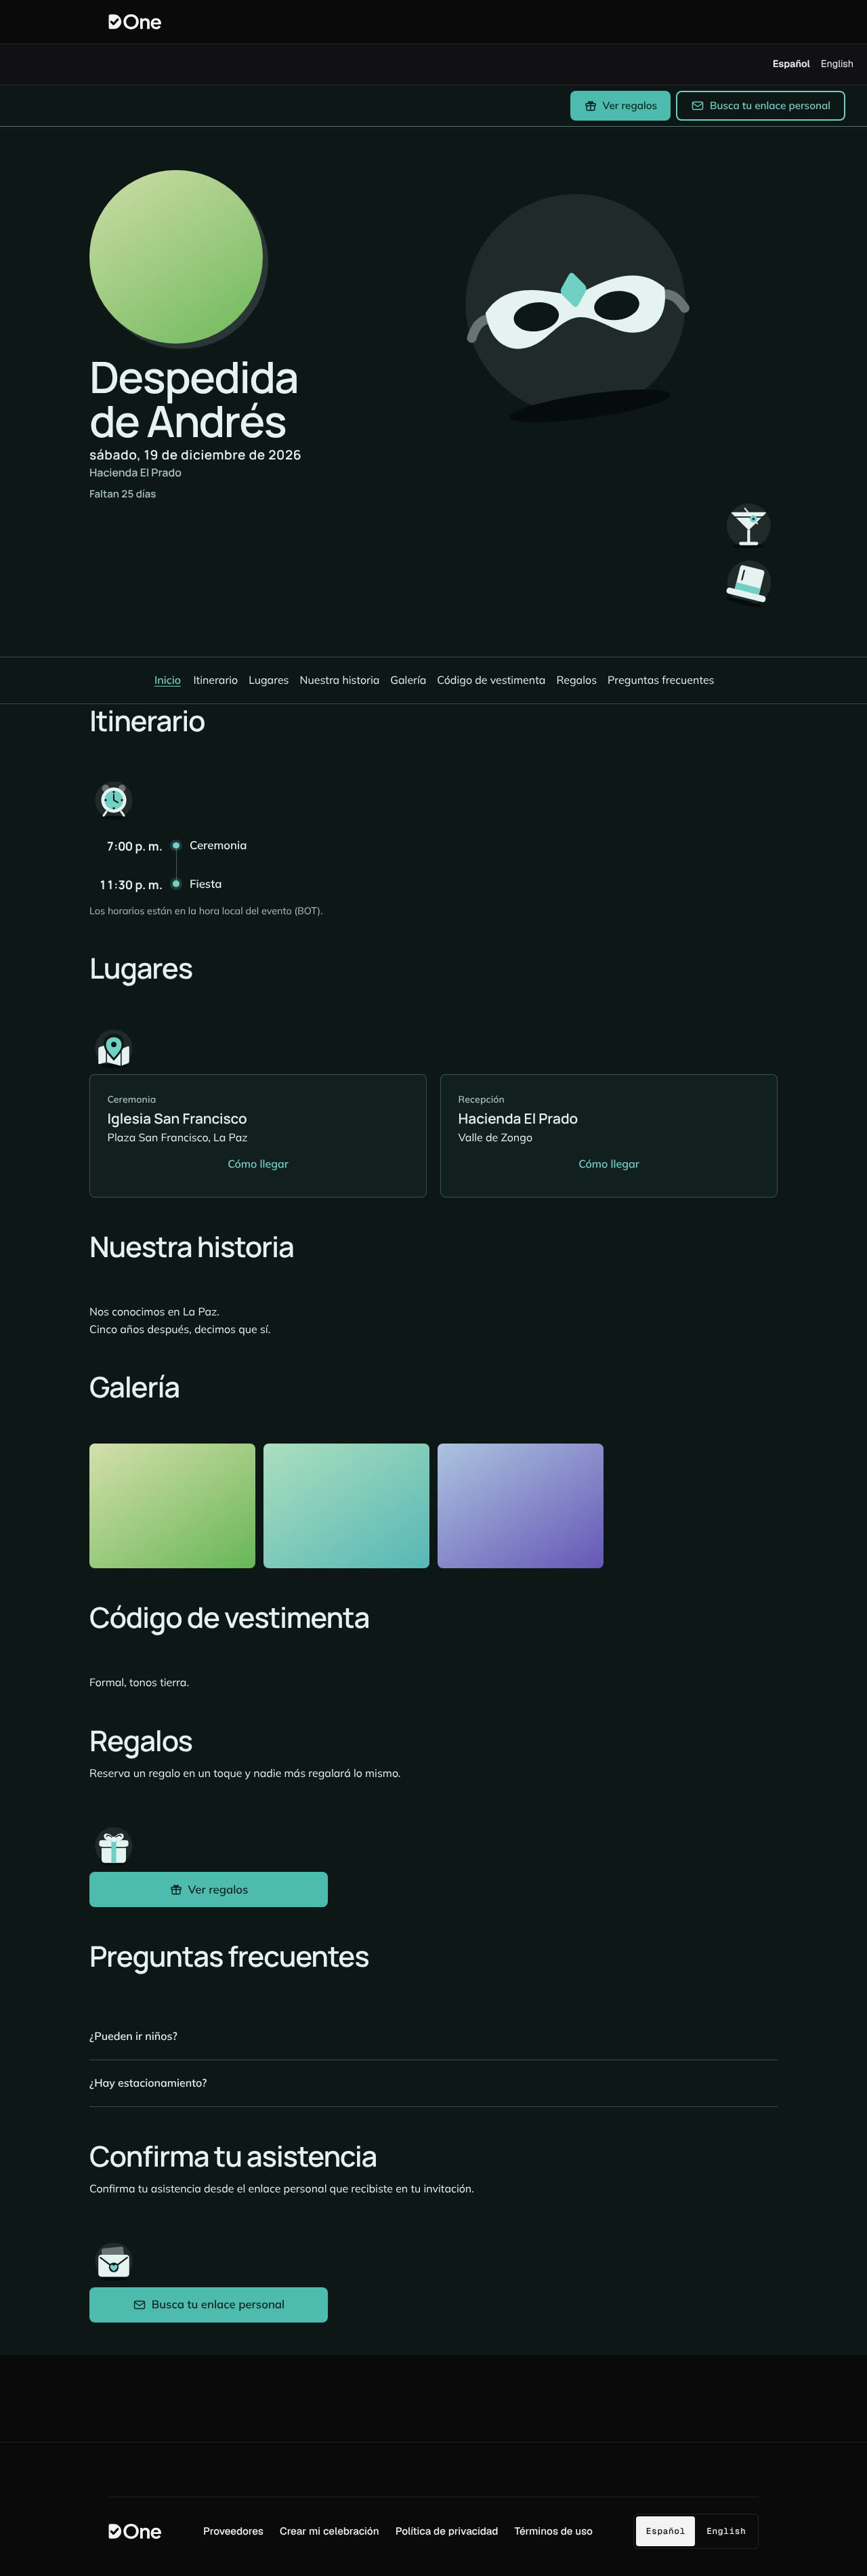 One
Español English
Ver regalos Busca tu enlace personal
Despedida
de Andrés
sábado, 19 de diciembre de 2026
Hacienda El Prado
Faltan 25 días
Inicio Itinerario Lugares Nuestra historia Galería Código de vestimenta Regalos Preguntas frecuentes
Itinerario
7:00 p. m. Ceremonia
11:30 p. m. Fiesta
Los horarios están en la hora local del evento (BOT).
Lugares
Ceremonia
Iglesia San Francisco
Plaza San Francisco, La Paz
Cómo llegar
Recepción
Hacienda El Prado
Valle de Zongo
Cómo llegar
Nuestra historia
Nos conocimos en La Paz.
Cinco años después, decimos que sí.
Galería
Código de vestimenta
Formal, tonos tierra.
Regalos
Reserva un regalo en un toque y nadie más regalará lo mismo.
Ver regalos
Preguntas frecuentes
¿Pueden ir niños?
¿Hay estacionamiento?
Confirma tu asistencia
Confirma tu asistencia desde el enlace personal que recibiste en tu invitación.
Busca tu enlace personal
One Proveedores Crear mi celebración Política de privacidad Términos de uso Español English